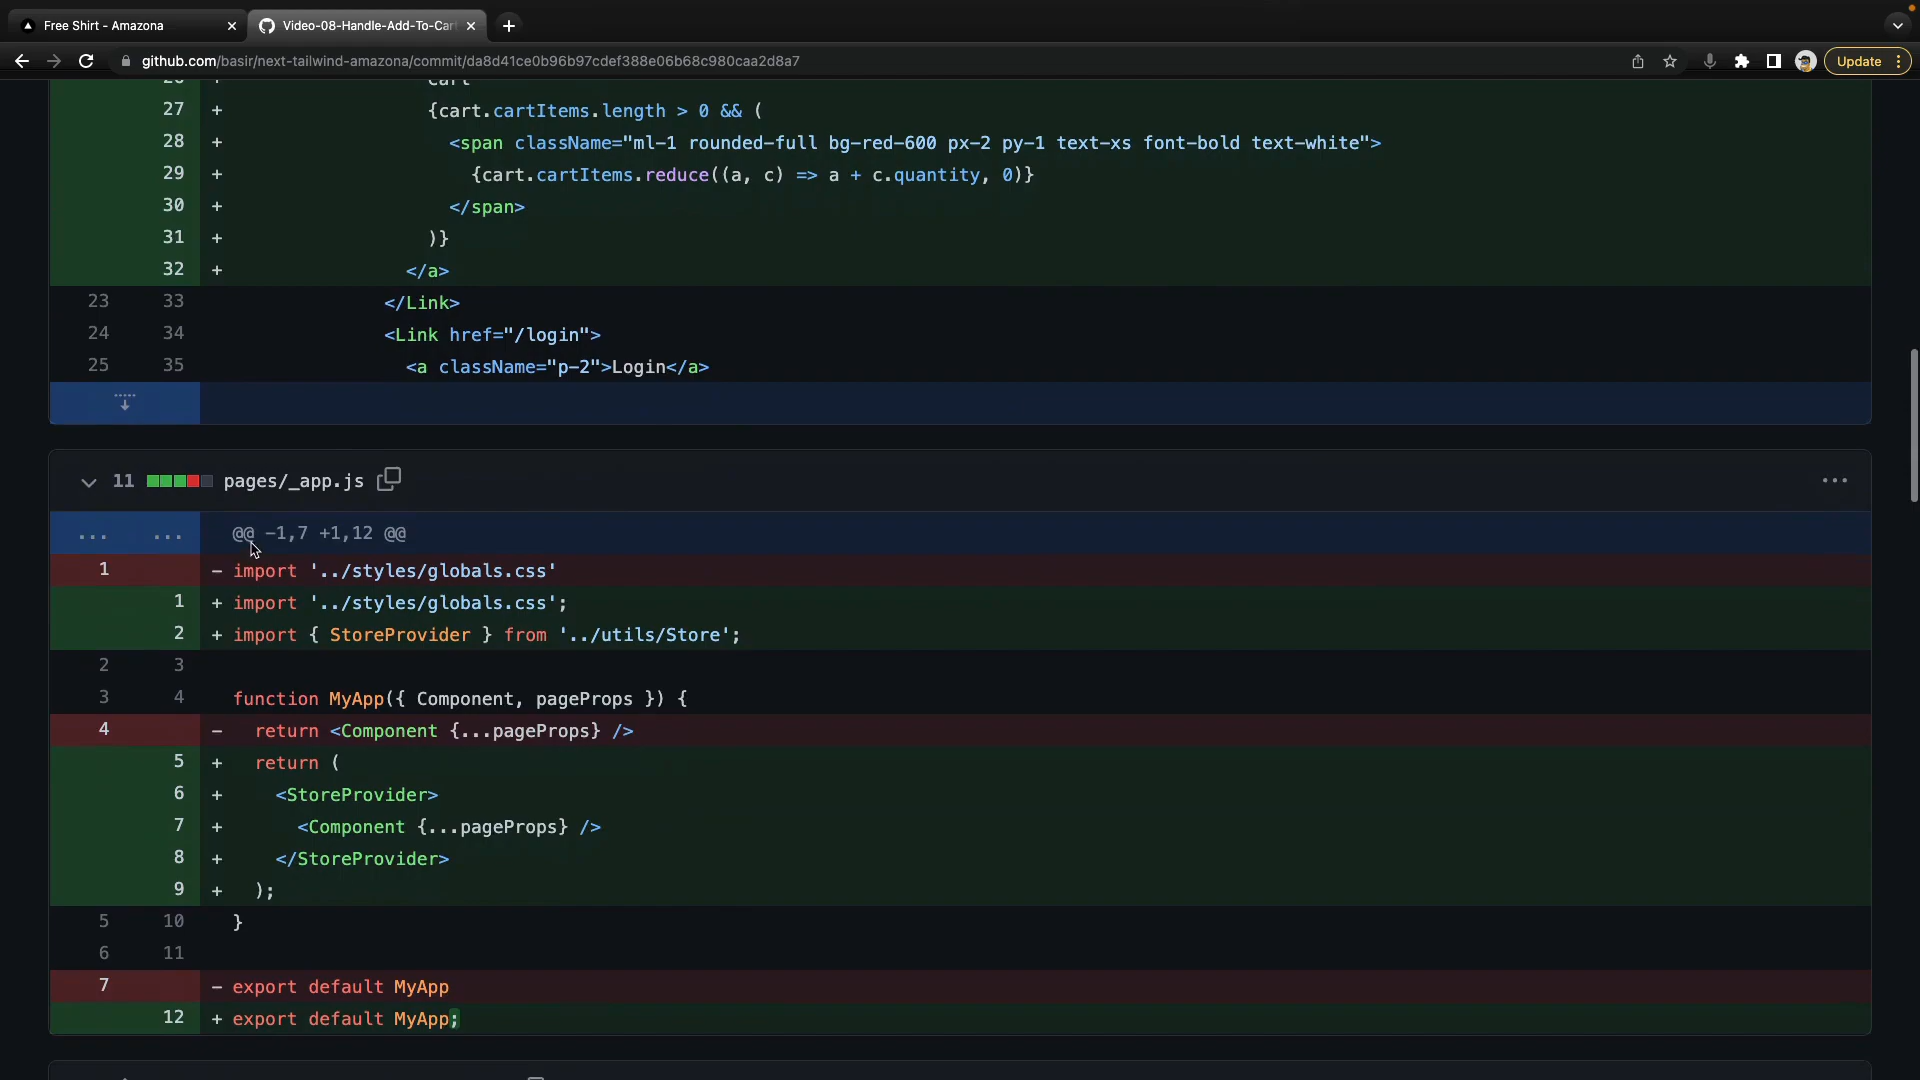 Free Shirt - Amazona
Video-08-Handle-Add-To-Car
github.com/basir/next-tailwind-amazona/commit/da8d41ce0b96b97cdef388e06b68c980caa2d8a7
Update
26 + Cart
27 + {cart.cartItems.length > 0 && (
28 + <span className="ml-1 rounded-full bg-red-600 px-2 py-1 text-xs font-bold text-white">
29 + {cart.cartItems.reduce((a, c) => a + c.quantity, 0)}
30 + </span>
31 + )}
32 + </a>
23 33 </Link>
24 34 <Link href="/login">
25 35 <a className="p-2">Login</a>
11 pages/_app.js
... ... @@ -1,7 +1,12 @@
1 - import '../styles/globals.css'
1 + import '../styles/globals.css';
2 + import { StoreProvider } from '../utils/Store';
2 3
3 4 function MyApp({ Component, pageProps }) {
4 - return <Component {...pageProps} />
5 + return (
6 + <StoreProvider>
7 + <Component {...pageProps} />
8 + </StoreProvider>
9 + );
5 10 }
6 11
7 - export default MyApp
12 + export default MyApp;